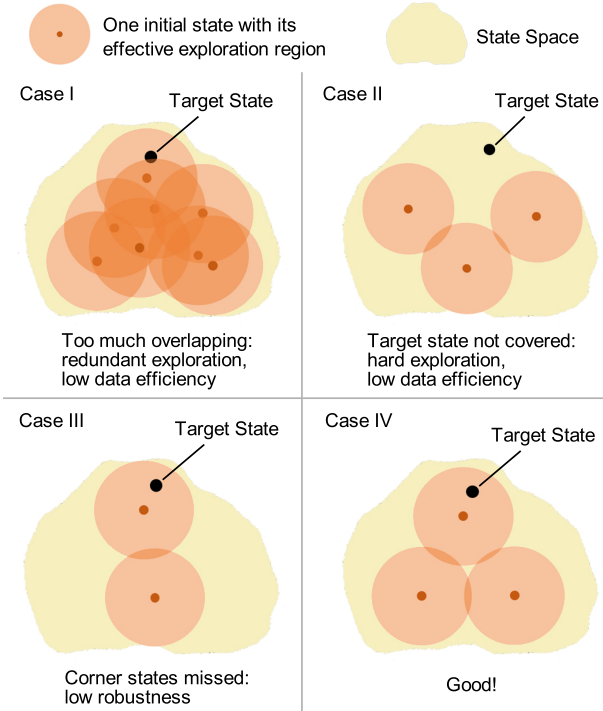 One initial state with its
effective exploration region
State Space
Case I
Target State
Too much overlapping:
redundant exploration,
low data efficiency
Case II
Target State
Target state not covered:
hard exploration,
low data efficiency
Case III
Target State
Corner states missed:
low robustness
Case IV
Target State
Good!